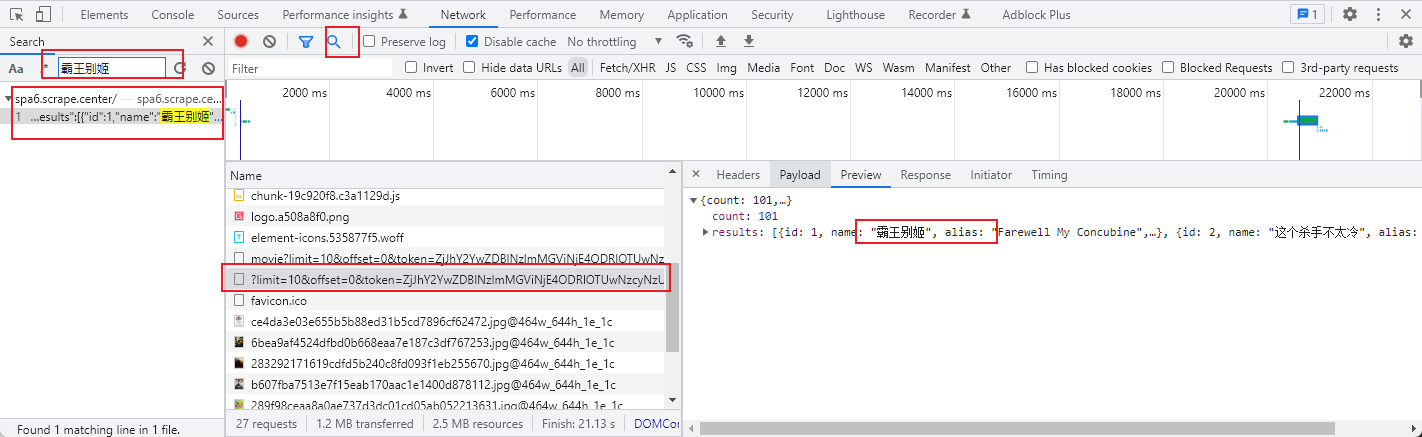 Elements Console Sources Performance insights Network Performance Memory Application Security Lighthouse Recorder Adblock Plus 1
Search
Preserve log Disable cache No throttling
Aa .* 霸王别姬
Filter Invert Hide data URLs All Fetch/XHR JS CSS Img Media Font Doc WS Wasm Manifest Other Has blocked cookies Blocked Requests 3rd-party requests
spa6.scrape.center/ — spa6.scrape.ce...
1 ...esults":[{"id":1,"name":"霸王别姬"...
2000 ms 4000 ms 6000 ms 8000 ms 10000 ms 12000 ms 14000 ms 16000 ms 18000 ms 20000 ms 22000 ms
Name
chunk-19c920f8.c3a1129d.js
logo.a508a8f0.png
element-icons.535877f5.woff
movie?limit=10&offset=0&token=
?limit=10&offset=0&token=
favicon.ico
ce4da3e03e655b5b88ed31b5cd7896cf62472.jpg@464w_644h_1e_1c
6bea9af4524dfbd0b668eaa7e187c3df767253.jpg@464w_644h_1e_1c
283292171619cdfd5b240c8fd093f1eb255670.jpg@464w_644h_1e_1c
b607fba7513e7f15eab170aac1e1400d878112.jpg@464w_644h_1e_1c
289f98ceaa8a0ae737d3dc01cd05ab052213631.jpg@464w_644h_1e_1c
27 requests 1.2 MB transferred 2.5 MB resources Finish: 21.13 s DOMCon
Headers Payload Preview Response Initiator Timing
{count: 101,…}
count: 101
results: [{id: 1, name: "霸王别姬", alias: "Farewell My Concubine",…}, {id: 2, name: "这个杀手不太冷", alias:
Found 1 matching line in 1 file.